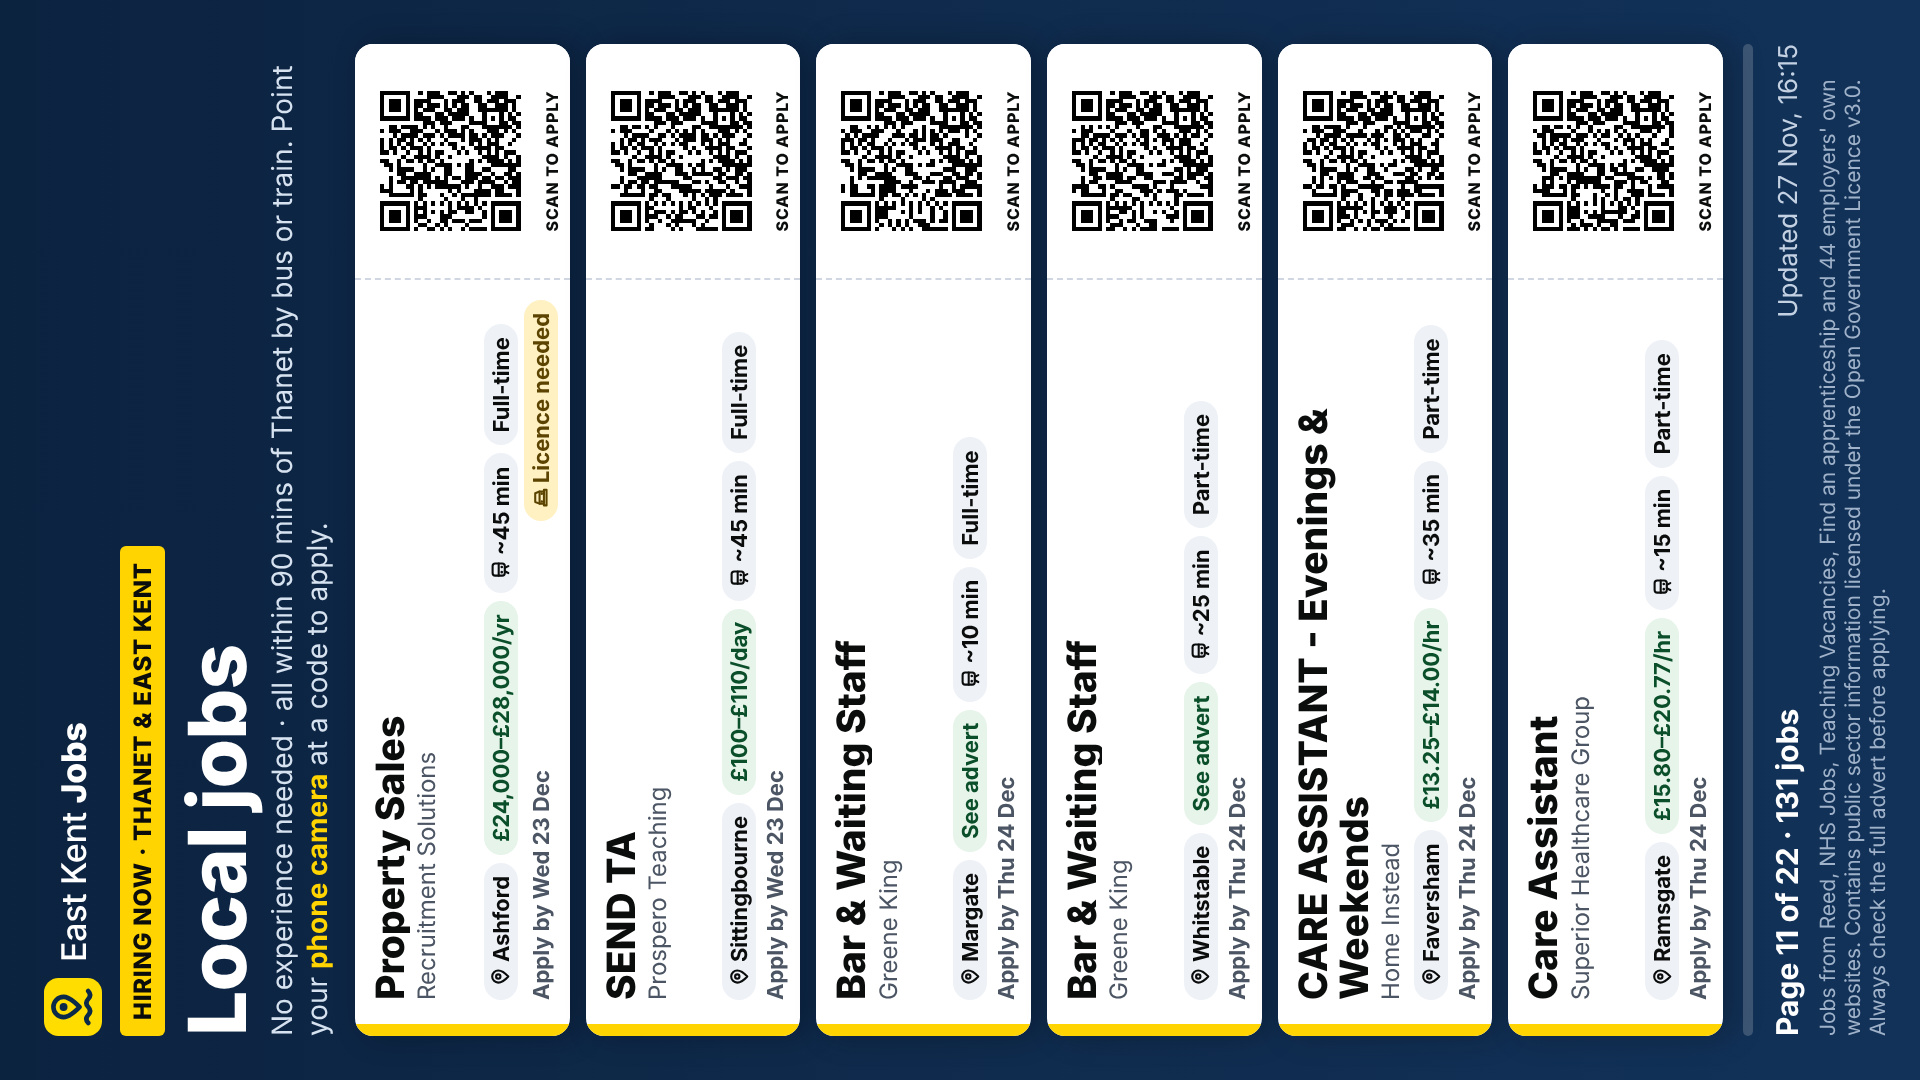 East Kent Jobs
HIRING NOW · THANET & EAST KENT
Local jobs
No experience needed · all within 90 mins of Thanet by bus or train. Point
your phone camera at a code to apply.
Property Sales
Recruitment Solutions
Ashford £24,000–£28,000/yr ~45 min Full-time
Apply by Wed 23 Dec Licence needed
SCAN TO APPLY
SEND TA
Prospero Teaching
Sittingbourne £100–£110/day ~45 min Full-time
Apply by Wed 23 Dec
SCAN TO APPLY
Bar & Waiting Staff
Greene King
Margate See advert ~10 min Full-time
Apply by Thu 24 Dec
SCAN TO APPLY
Bar & Waiting Staff
Greene King
Whitstable See advert ~25 min Part-time
Apply by Thu 24 Dec
SCAN TO APPLY
CARE ASSISTANT - Evenings &
Weekends
Home Instead
Faversham £13.25–£14.00/hr ~35 min Part-time
Apply by Thu 24 Dec
SCAN TO APPLY
Care Assistant
Superior Healthcare Group
Ramsgate £15.80–£20.77/hr ~15 min Part-time
Apply by Thu 24 Dec
SCAN TO APPLY
Page 11 of 22 · 131 jobs Updated 27 Nov, 16:15
Jobs from Reed, NHS Jobs, Teaching Vacancies, Find an apprenticeship and 44 employers' own
websites. Contains public sector information licensed under the Open Government Licence v3.0.
Always check the full advert before applying.